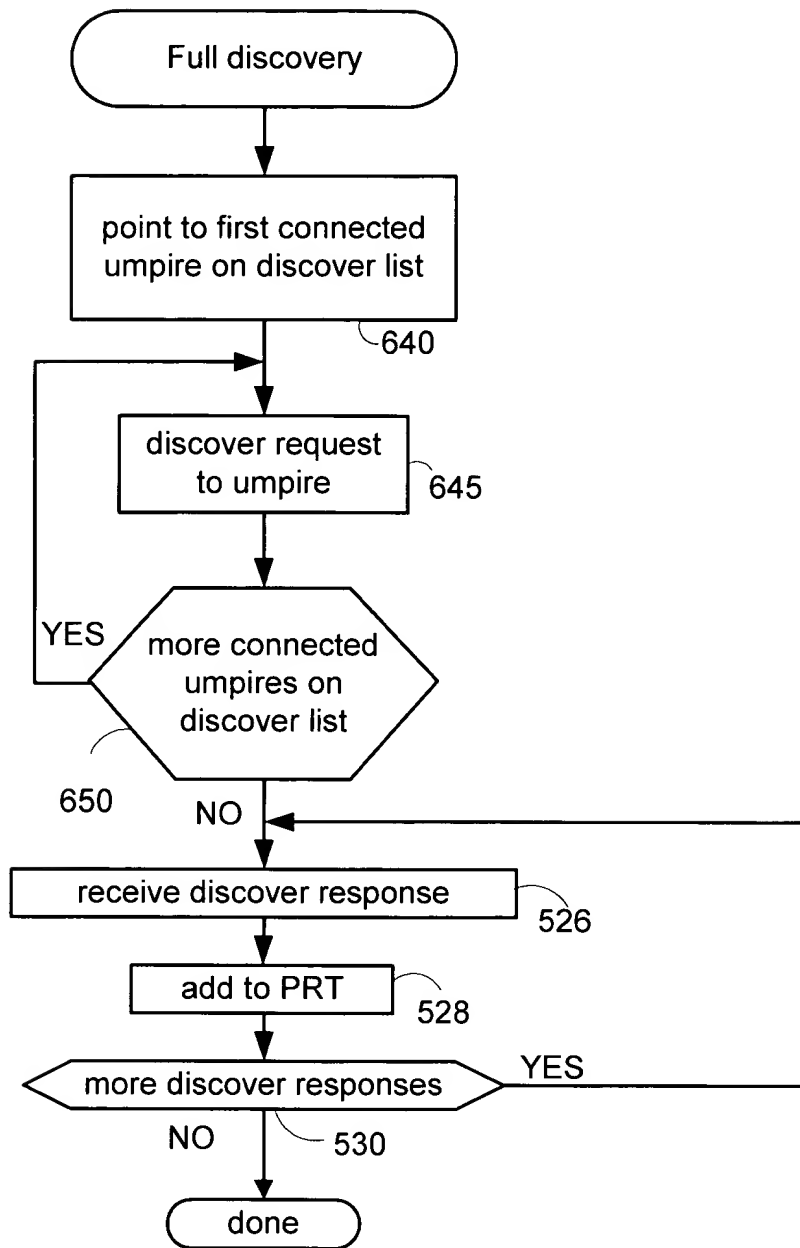 Full discovery
point to first connected
umpire on discover list
640
discover request
to umpire
645
YES
more connected
umpires on
discover list
650
NO
receive discover response
526
add to PRT
528
more discover responses
YES
NO
530
done